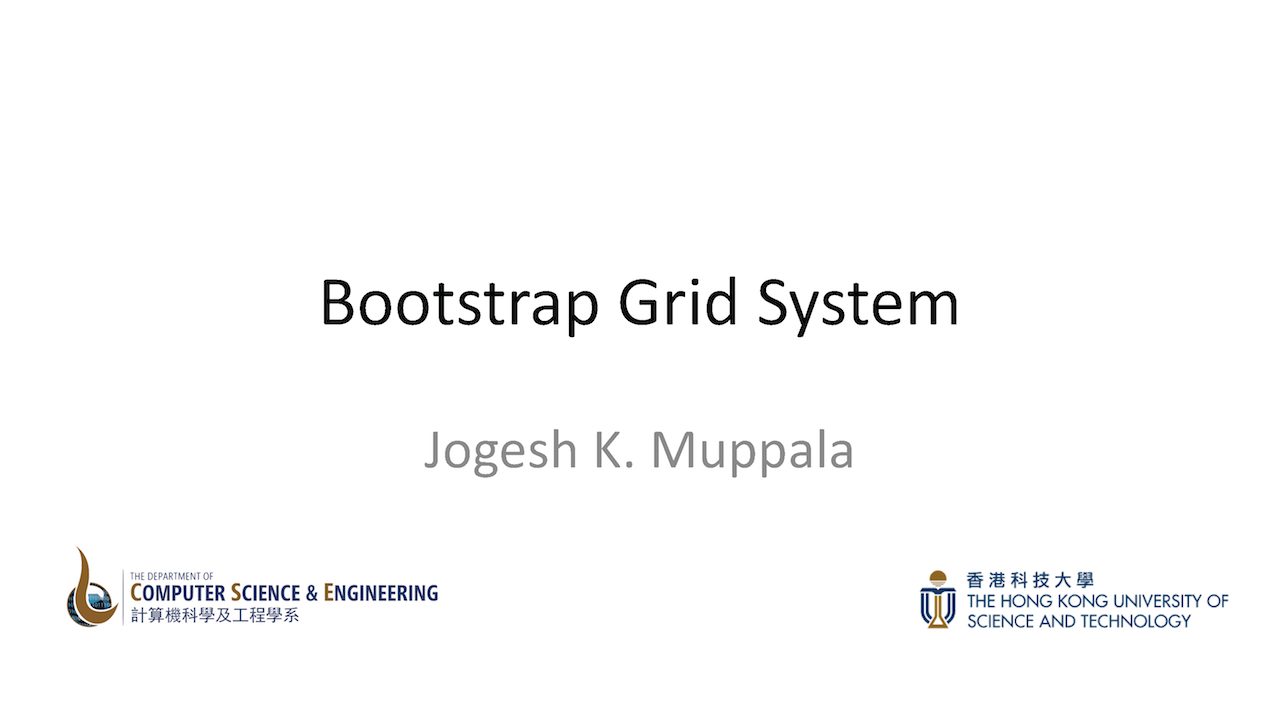 Bootstrap Grid System
Jogesh K. Muppala
THE DEPARTMENT OF
COMPUTER SCIENCE & ENGINEERING
計算機科學及工程學系
香港科技大學
THE HONG KONG UNIVERSITY OF
SCIENCE AND TECHNOLOGY